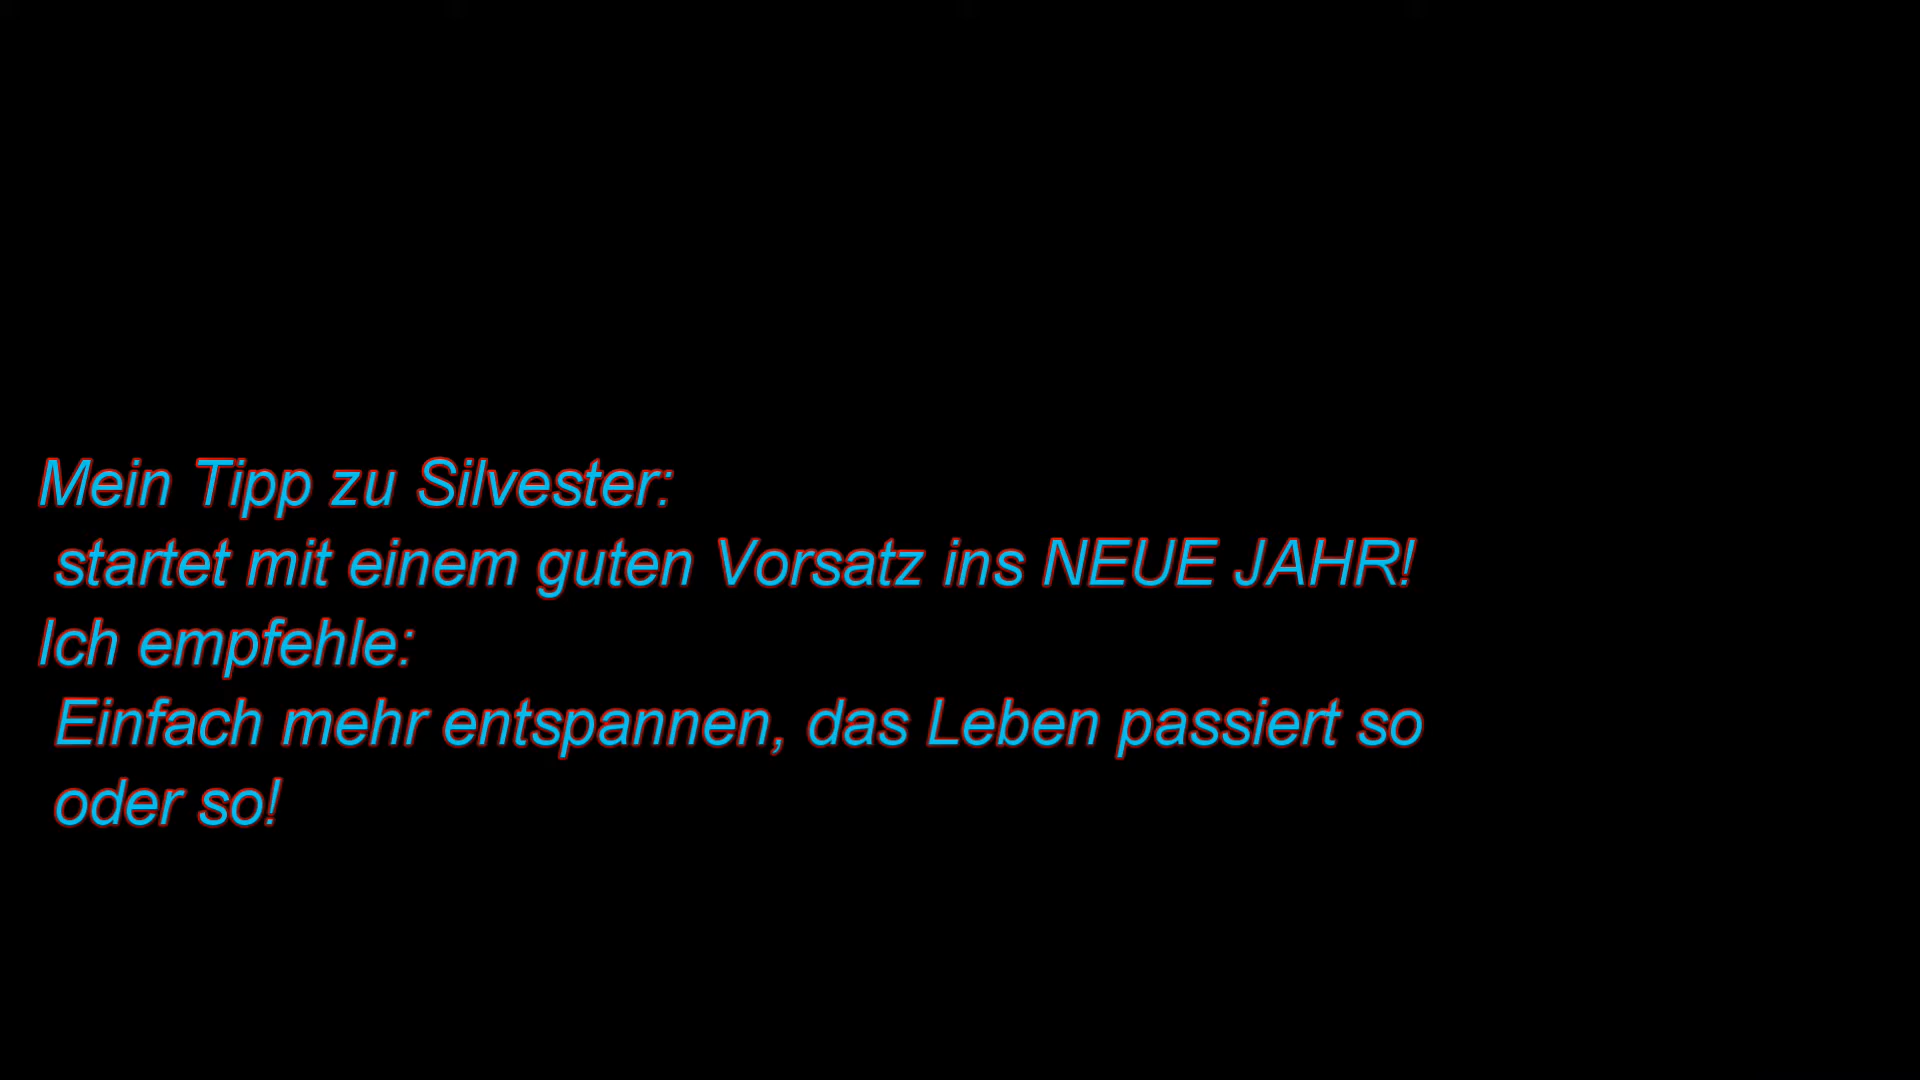 Mein Tipp zu Silvester:
startet mit einem guten Vorsatz ins NEUE JAHR!
Ich empfehle:
Einfach mehr entspannen, das Leben passiert so
oder so!